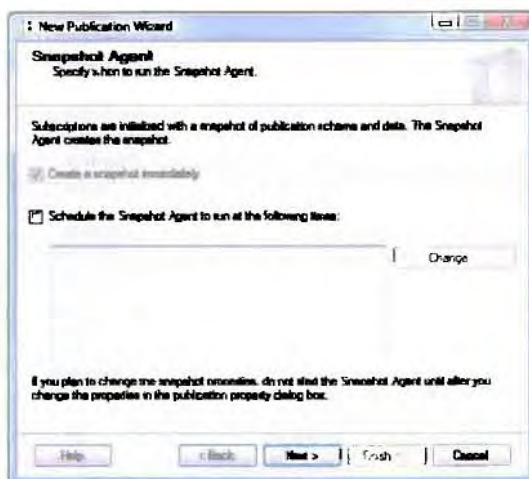 New Publication Wizard
Snapshot Agent
Specify when to run the Snapshot Agent.
Subscriptions are initialized with a snapshot of publication schema and data. The Snapshot
Agent creates the snapshot.
Create a snapshot immediately
Schedule the Snapshot Agent to run at the following times:
Change
If you plan to change the snapshot properties, do not start the Snapshot Agent until after you
change the properties in the publication property dialog box.
Help
< Back
Next >
Finish
Cancel